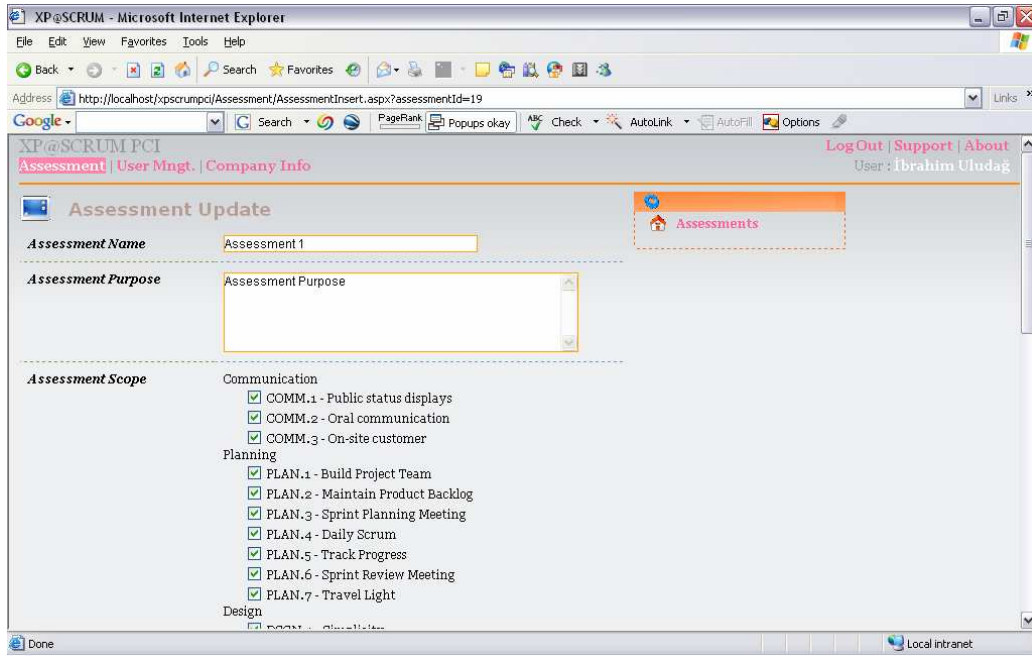 XP@SCRUM - Microsoft Internet Explorer
File Edit View Favorites Tools Help
Back Search Favorites
Address http://localhost/xpscrumpci/Assessment/AssessmentInsert.aspx?assessmentId=19 Links »
Google - G Search PageRank Popups okay ABC Check AutoLink AutoFill Options
XP@SCRUM PCI Log Out | Support | About
Assessment | User Mngt. | Company Info User : İbrahim Uludağ
Assessment Update
Assessments
Assessment Name Assessment 1
Assessment Purpose Assessment Purpose
Assessment Scope Communication
COMM.1 - Public status displays
COMM.2 - Oral communication
COMM.3 - On-site customer
Planning
PLAN.1 - Build Project Team
PLAN.2 - Maintain Product Backlog
PLAN.3 - Sprint Planning Meeting
PLAN.4 - Daily Scrum
PLAN.5 - Track Progress
PLAN.6 - Sprint Review Meeting
PLAN.7 - Travel Light
Design
Done Local intranet